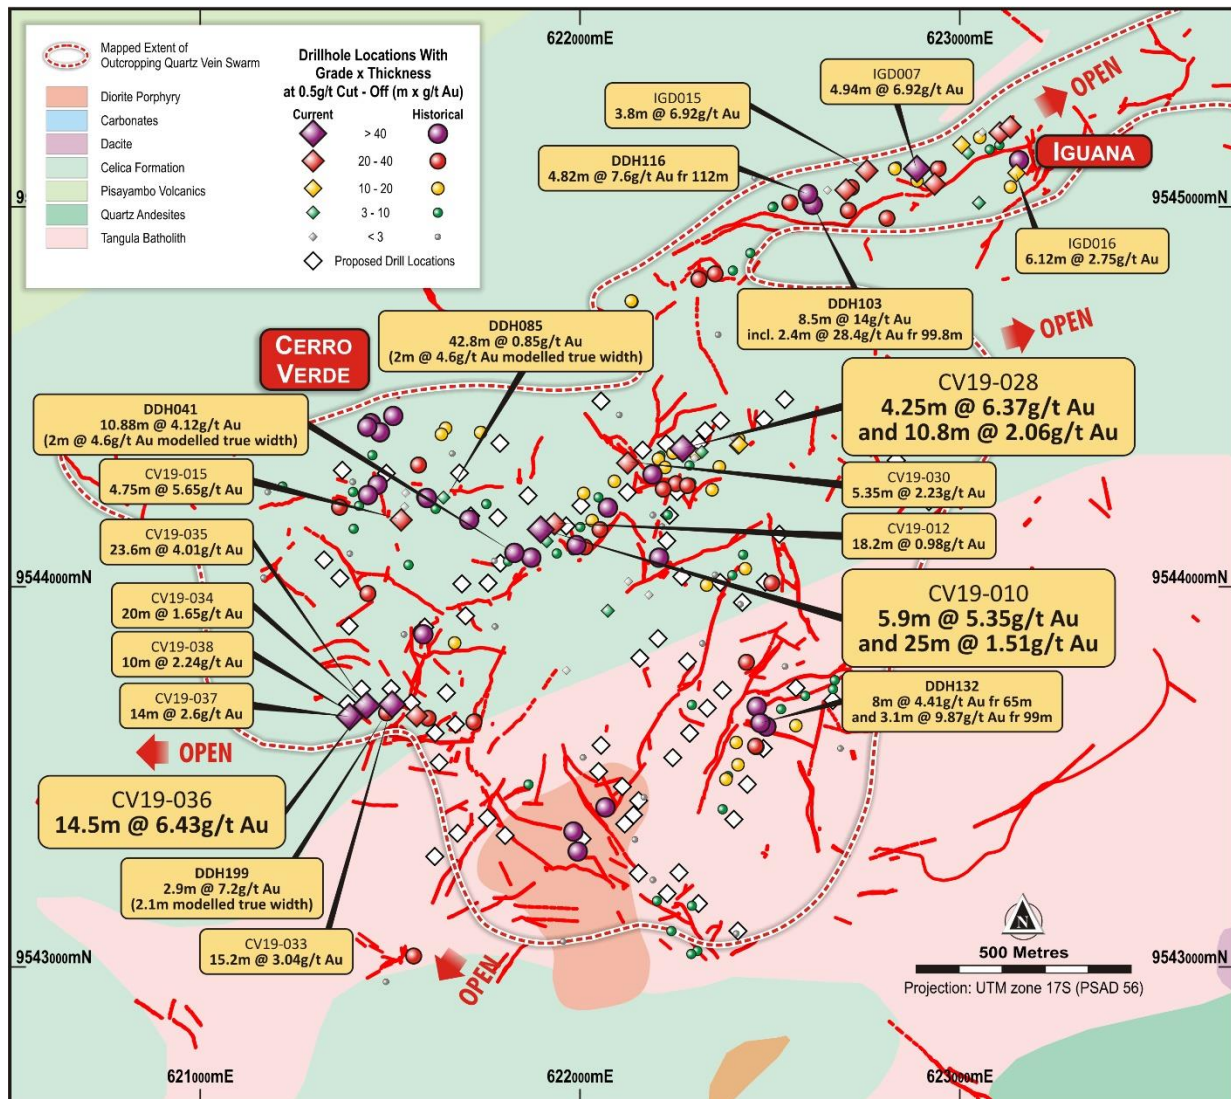 622000mE
623000mE
Mapped Extent of
Outcropping Quartz Vein Swarm
Diorite Porphyry
Carbonates
Dacite
Celica Formation
Pisayambo Volcanics
Quartz Andesites
Tangula Batholith
Drillhole Locations With
Grade x Thickness
at 0.5g/t Cut - Off (m x g/t Au)
Current
Historical
> 40
20 - 40
10 - 20
3 - 10
< 3
Proposed Drill Locations
IGD007
4.94m @ 6.92g/t Au
IGD015
3.8m @ 6.92g/t Au
OPEN
IGUANA
DDH116
4.82m @ 7.6g/t Au fr 112m
9545000mN
IGD016
6.12m @ 2.75g/t Au
DDH103
8.5m @ 14g/t Au
incl. 2.4m @ 28.4g/t Au fr 99.8m
OPEN
DDH085
42.8m @ 0.85g/t Au
(2m @ 4.6g/t Au modelled true width)
CERRO
VERDE
CV19-028
4.25m @ 6.37g/t Au
and 10.8m @ 2.06g/t Au
DDH041
10.88m @ 4.12g/t Au
(2m @ 4.6g/t Au modelled true width)
CV19-015
4.75m @ 5.65g/t Au
CV19-030
5.35m @ 2.23g/t Au
CV19-035
23.6m @ 4.01g/t Au
CV19-012
18.2m @ 0.98g/t Au
9544000mN
9544000mN
CV19-034
20m @ 1.65g/t Au
CV19-010
5.9m @ 5.35g/t Au
and 25m @ 1.51g/t Au
CV19-038
10m @ 2.24g/t Au
CV19-037
14m @ 2.6g/t Au
DDH132
8m @ 4.41g/t Au fr 65m
and 3.1m @ 9.87g/t Au fr 99m
OPEN
CV19-036
14.5m @ 6.43g/t Au
DDH199
2.9m @ 7.2g/t Au
(2.1m modelled true width)
CV19-033
15.2m @ 3.04g/t Au
OPEN
N
500 Metres
Projection: UTM zone 17S (PSAD 56)
9543000mN
9543000mN
621000mE
622000mE
623000mE